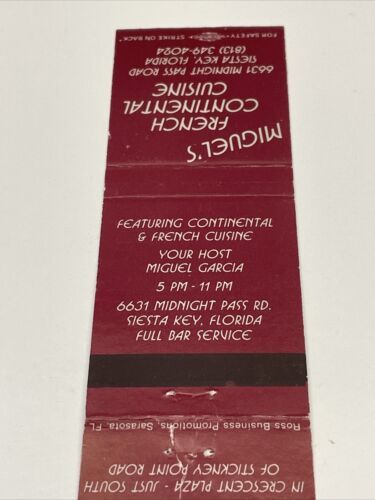 FOR SAFETY STRIKE ON BACK
MIGUEL'S
FRENCH
CONTINENTAL
CUISINE
6631 MIDNIGHT PASS ROAD
SIESTA KEY, FLORIDA
(813) 349-4024
FEATURING CONTINENTAL
& FRENCH CUISINE
YOUR HOST
MIGUEL GARCIA
5 PM - 11 PM
6631 MIDNIGHT PASS RD.
SIESTA KEY, FLORIDA
FULL BAR SERVICE
Ross Business Promotions, Sarasota, FL
IN CRESCENT PLAZA - JUST SOUTH
OF STICKNEY POINT ROAD